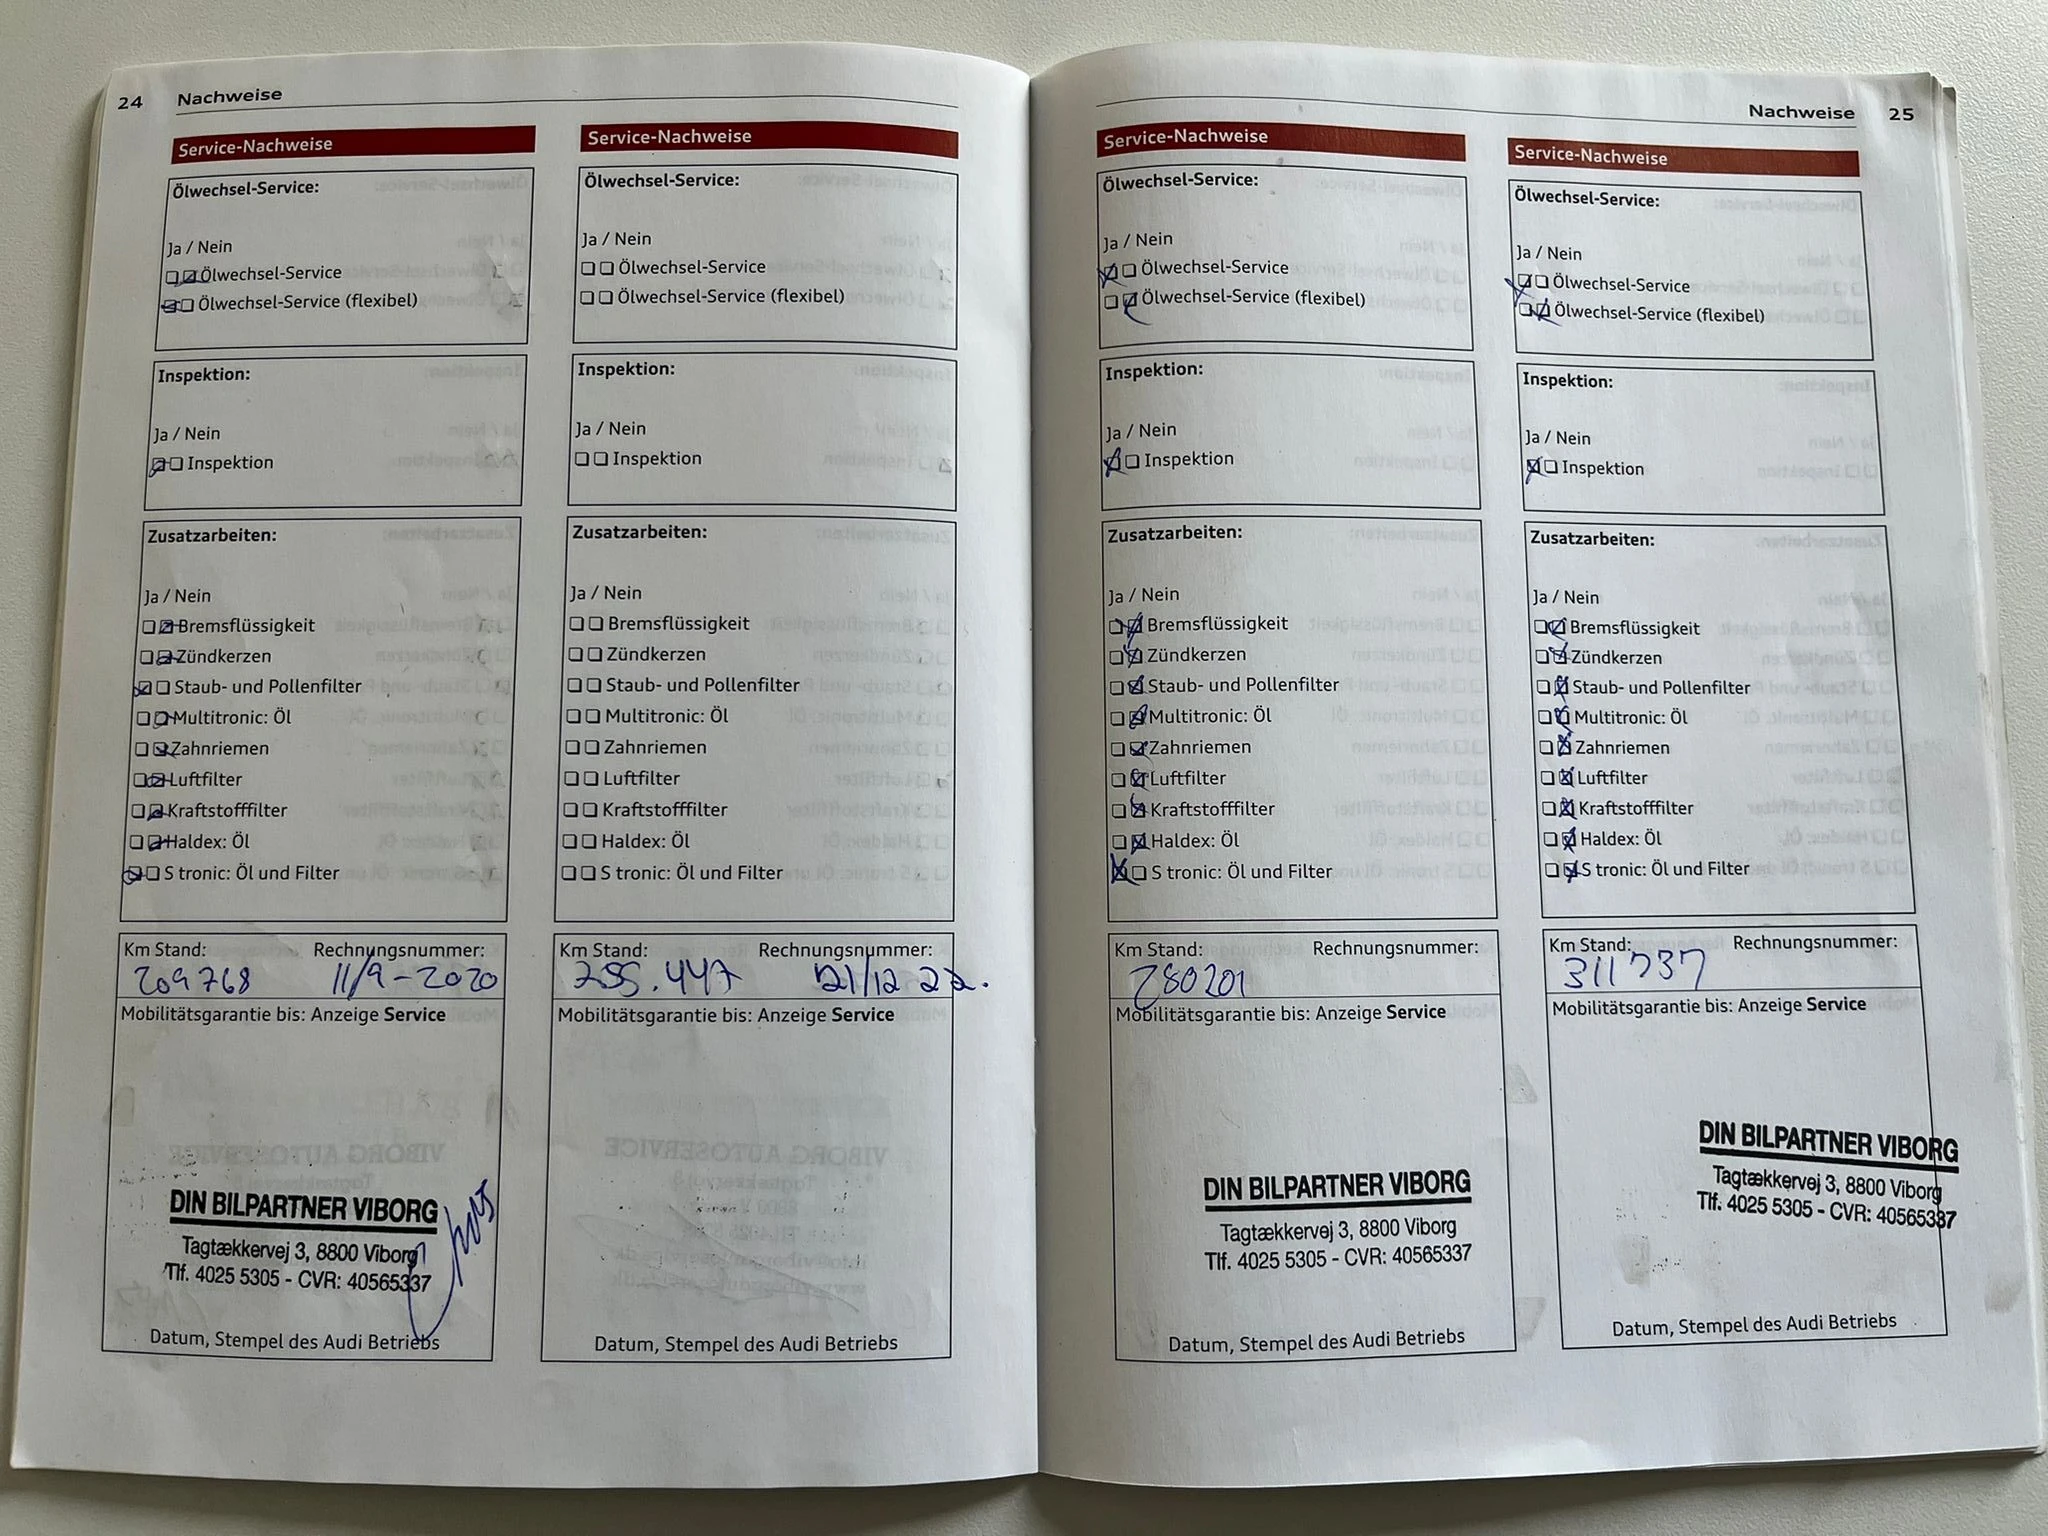 24 Nachweise
Service-Nachweise
Ölwechsel-Service:
Ja / Nein
Ölwechsel-Service
Ölwechsel-Service (flexibel)
Inspektion:
Ja / Nein
Inspektion
Zusatzarbeiten:
Ja / Nein
Bremsflüssigkeit
Zündkerzen
Staub- und Pollenfilter
Multitronic: Öl
Zahnriemen
Luftfilter
Kraftstofffilter
Haldex: Öl
S tronic: Öl und Filter
Km Stand: Rechnungsnummer:
209768 11/9-2020
Mobilitätsgarantie bis: Anzeige Service
DIN BILPARTNER VIBORG
Tagtækkervej 3, 8800 Viborg
Tlf. 4025 5305 - CVR: 40565337
Datum, Stempel des Audi Betriebs
Service-Nachweise
Ölwechsel-Service:
Ja / Nein
Ölwechsel-Service
Ölwechsel-Service (flexibel)
Inspektion:
Ja / Nein
Inspektion
Zusatzarbeiten:
Ja / Nein
Bremsflüssigkeit
Zündkerzen
Staub- und Pollenfilter
Multitronic: Öl
Zahnriemen
Luftfilter
Kraftstofffilter
Haldex: Öl
S tronic: Öl und Filter
Km Stand: Rechnungsnummer:
255.447 21/12 22.
Mobilitätsgarantie bis: Anzeige Service
Datum, Stempel des Audi Betriebs
Nachweise 25
Service-Nachweise
Ölwechsel-Service:
Ja / Nein
Ölwechsel-Service
Ölwechsel-Service (flexibel)
Inspektion:
Ja / Nein
Inspektion
Zusatzarbeiten:
Ja / Nein
Bremsflüssigkeit
Zündkerzen
Staub- und Pollenfilter
Multitronic: Öl
Zahnriemen
Luftfilter
Kraftstofffilter
Haldex: Öl
S tronic: Öl und Filter
Km Stand: Rechnungsnummer:
280201
Mobilitätsgarantie bis: Anzeige Service
DIN BILPARTNER VIBORG
Tagtækkervej 3, 8800 Viborg
Tlf. 4025 5305 - CVR: 40565337
Datum, Stempel des Audi Betriebs
Service-Nachweise
Ölwechsel-Service:
Ja / Nein
Ölwechsel-Service
Ölwechsel-Service (flexibel)
Inspektion:
Ja / Nein
Inspektion
Zusatzarbeiten:
Ja / Nein
Bremsflüssigkeit
Zündkerzen
Staub- und Pollenfilter
Multitronic: Öl
Zahnriemen
Luftfilter
Kraftstofffilter
Haldex: Öl
S tronic: Öl und Filter
Km Stand: Rechnungsnummer:
311737
Mobilitätsgarantie bis: Anzeige Service
DIN BILPARTNER VIBORG
Tagtækkervej 3, 8800 Viborg
Tlf. 4025 5305 - CVR: 40565337
Datum, Stempel des Audi Betriebs